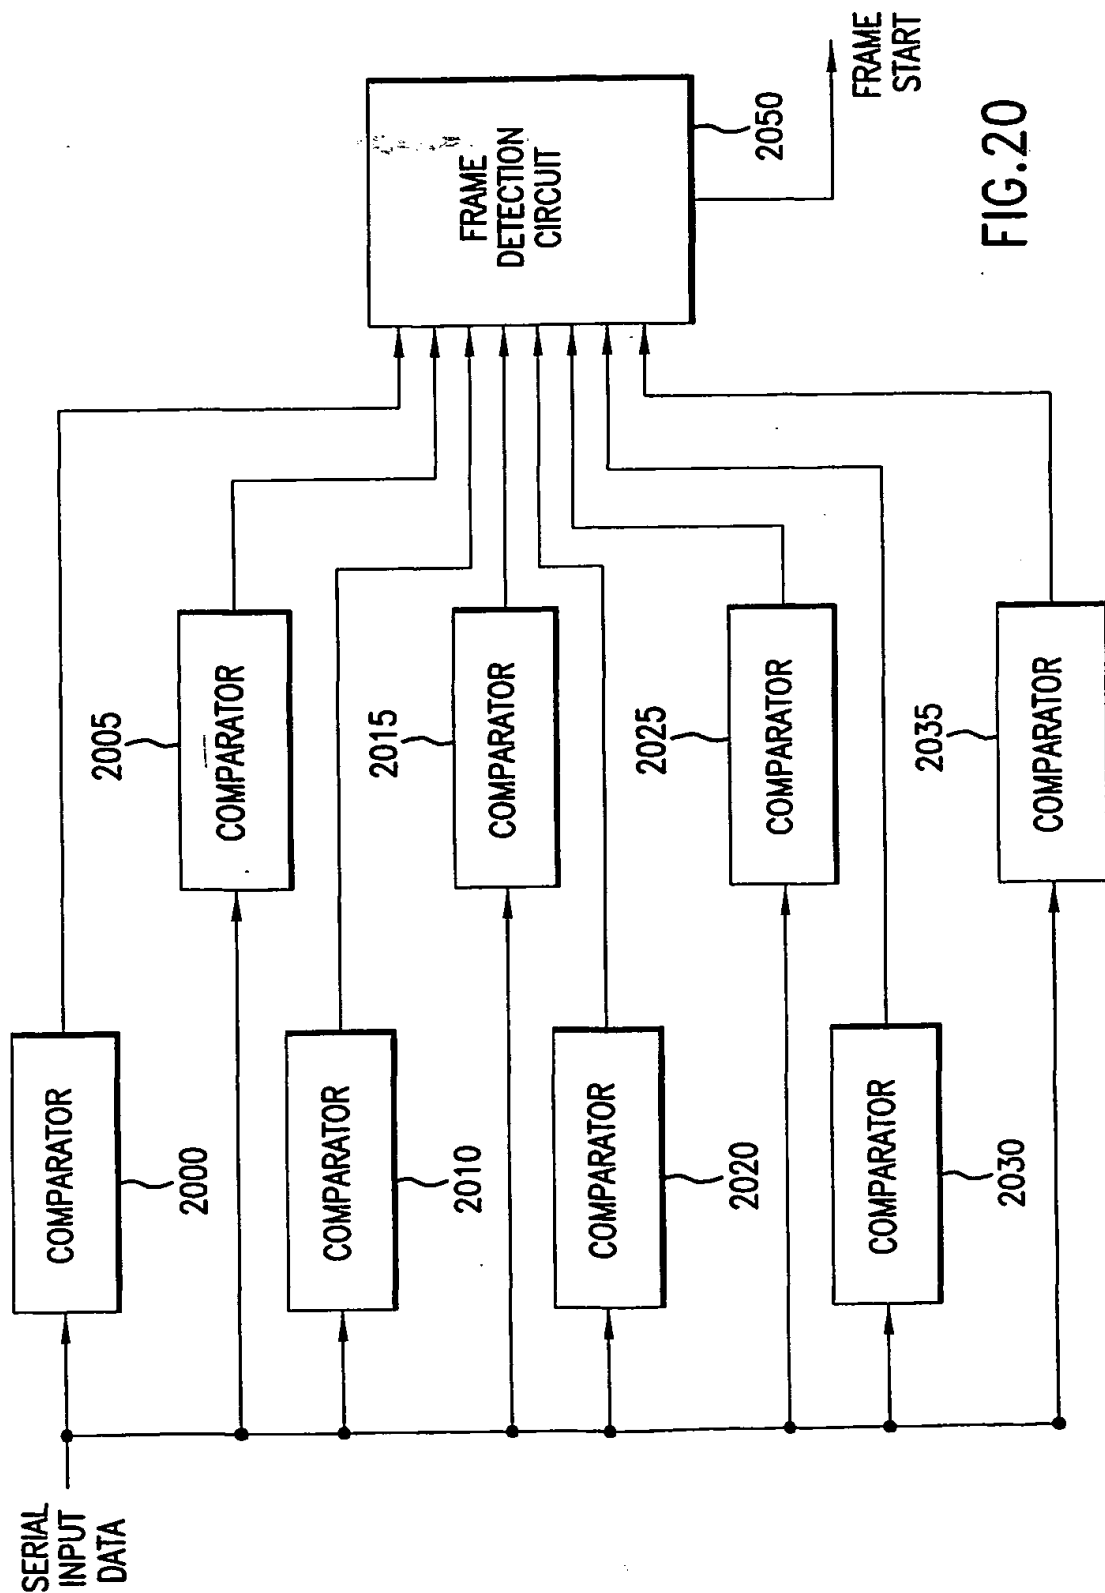 SERIAL
INPUT
DATA
COMPARATOR
2000
COMPARATOR
2005
COMPARATOR
2010
COMPARATOR
2015
COMPARATOR
2020
COMPARATOR
2025
COMPARATOR
2030
COMPARATOR
2035
FRAME
DETECTION
CIRCUIT
2050
FRAME
START
FIG.20